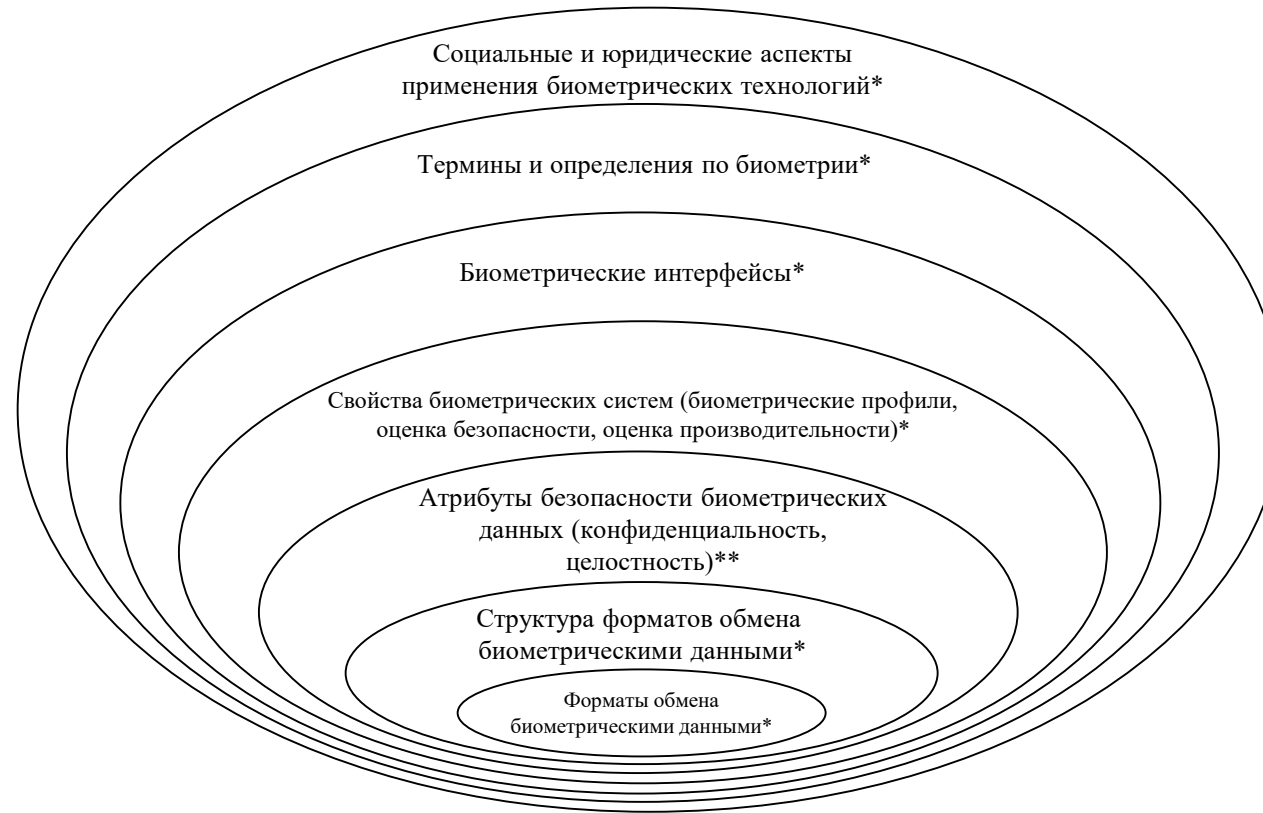 Социальные и юридические аспекты
применения биометрических технологий*
Термины и определения по биометрии*
Биометрические интерфейсы*
Свойства биометрических систем (биометрические профили,
оценка безопасности, оценка производительности)*
Атрибуты безопасности биометрических
данных (конфиденциальность,
целостность)**
Структура форматов обмена
биометрическими данными*
Форматы обмена
биометрическими данными*